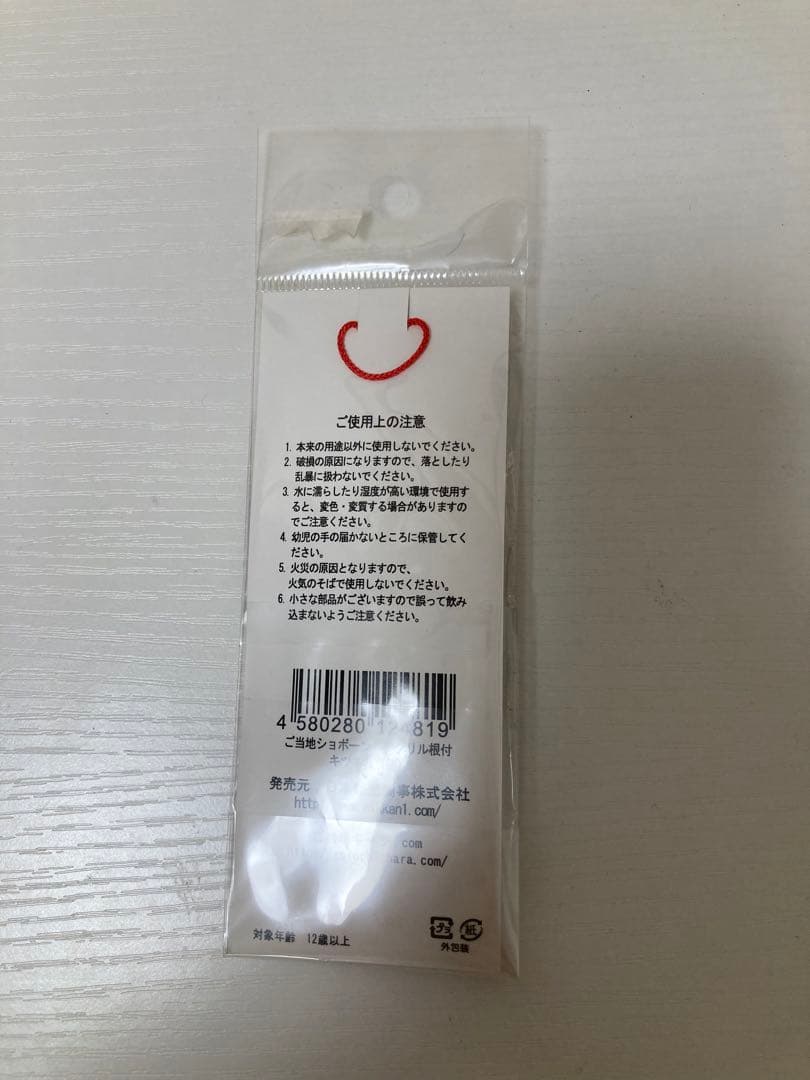 ご使用上の注意
1. 本来の用途以外に使用しないでください。
2. 破損の原因になりますので、落としたり
乱暴に扱わないでください。
3. 水に濡らしたり湿度が高い環境で使用す
ると、変色・変質する場合がありますの
でご注意ください。
4. 幼児の手の届かないところに保管してく
ださい。
5. 火災の原因となりますので、
火気のそばで使用しないでください。
6. 小さな部品がございますので誤って飲み
込まないようご注意ください。
4 580280 819
ご当地ショボーン リル根付
発売元 事株式会社
htt kan1.com/
com
ara.com/
対象年齢 12歳以上
プラ 紙
外包装